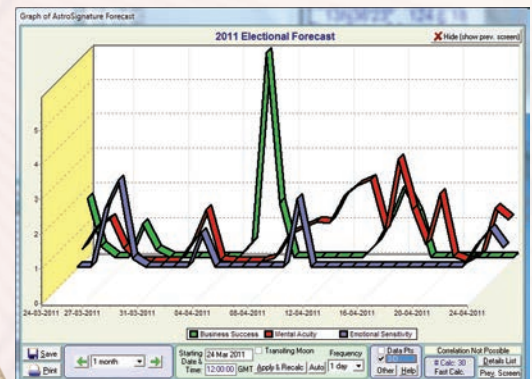 Graph of AstroSignature Forecast
2011 Electional Forecast
Hide (show prev. screen)
5
4
3
2
1
0
24-03-2011 27-03-2011 31-03-2011 04-04-2011 08-04-2011 12-04-2011 16-04-2011 20-04-2011 24-04-2011
Business Success Mental Acuity Emotional Sensitivity
Save
Print
1 month
Starting Date & Time
24 Mar 2011
12:00:00 GMT
Transiting Moon
Apply & Recalc Auto
Frequency
1 day
Data Pts
3D
Other Help
Correlation Not Possible
# Calc: 30
Fast Calc.
Details List
Prev. Screen